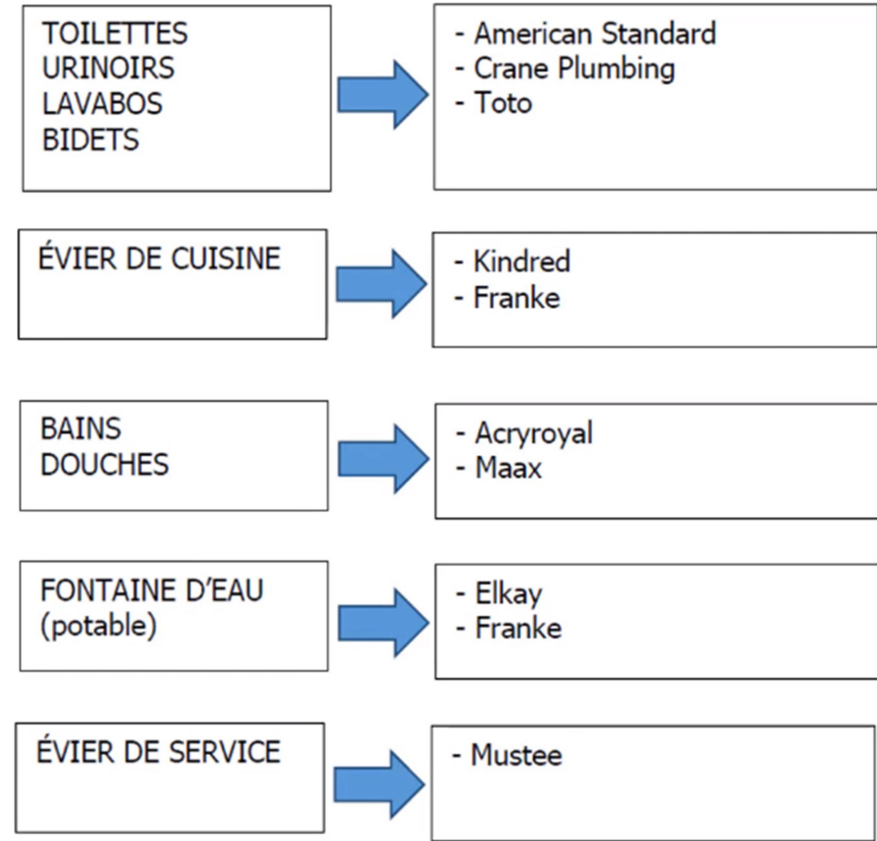 TOILETTES
URINOIRS
LAVABOS
BIDETS
- American Standard
- Crane Plumbing
- Toto
ÉVIER DE CUISINE
- Kindred
- Franke
BAINS
DOUCHES
- Acryroyal
- Maax
FONTAINE D'EAU
(potable)
- Elkay
- Franke
ÉVIER DE SERVICE
- Mustee